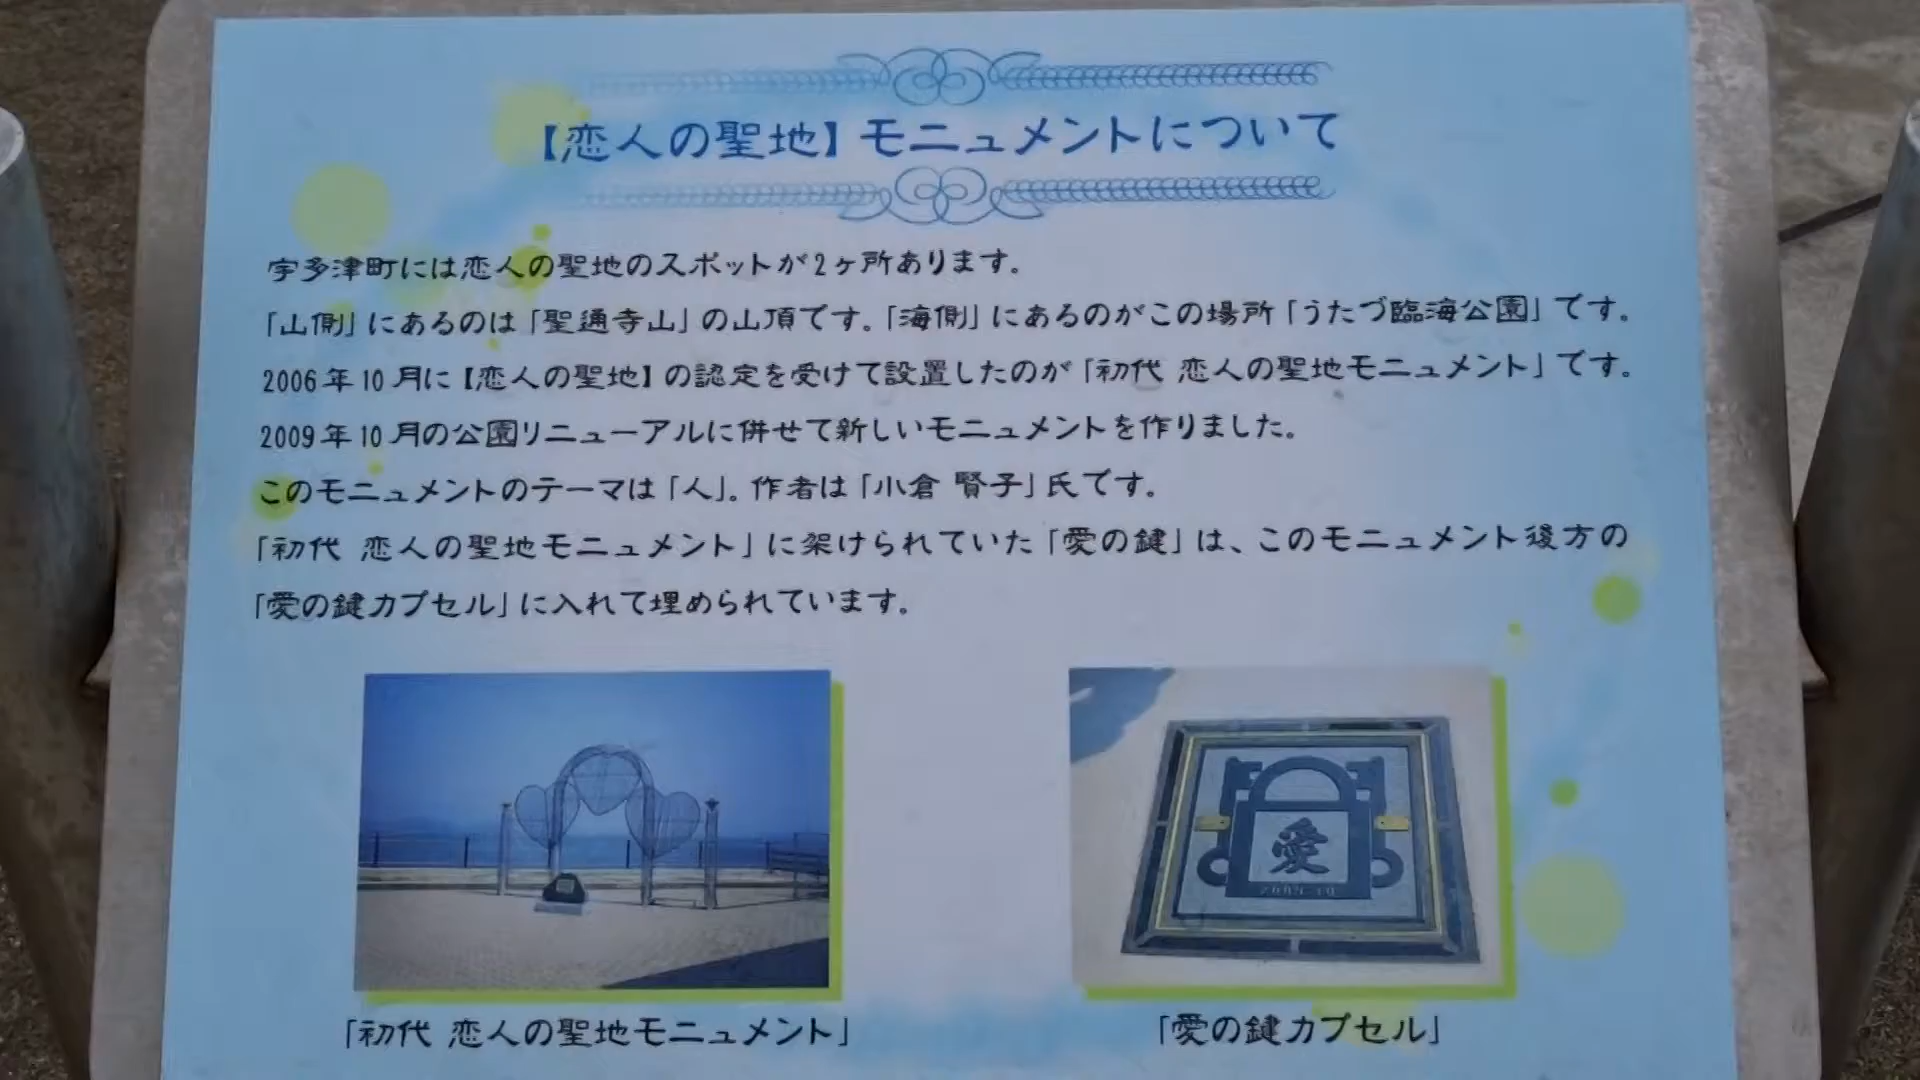 【恋人の聖地】モニュメントについて
宇多津町には恋人の聖地のスポットが2ヶ所あります。
「山側」にあるのは「聖通寺山」の山頂です。「海側」にあるのがこの場所「うたづ臨海公園」です。
2006年10月に【恋人の聖地】の認定を受けて設置したのが「初代 恋人の聖地モニュメント」です。
2009年10月の公園リニューアルに併せて新しいモニュメントを作りました。
このモニュメントのテーマは「人」。作者は「小倉 賢子」氏です。
「初代 恋人の聖地モニュメント」に架けられていた「愛の鍵」は、このモニュメント後方の
「愛の鍵カプセル」に入れて埋められています。
愛
「初代 恋人の聖地モニュメント」
「愛の鍵カプセル」